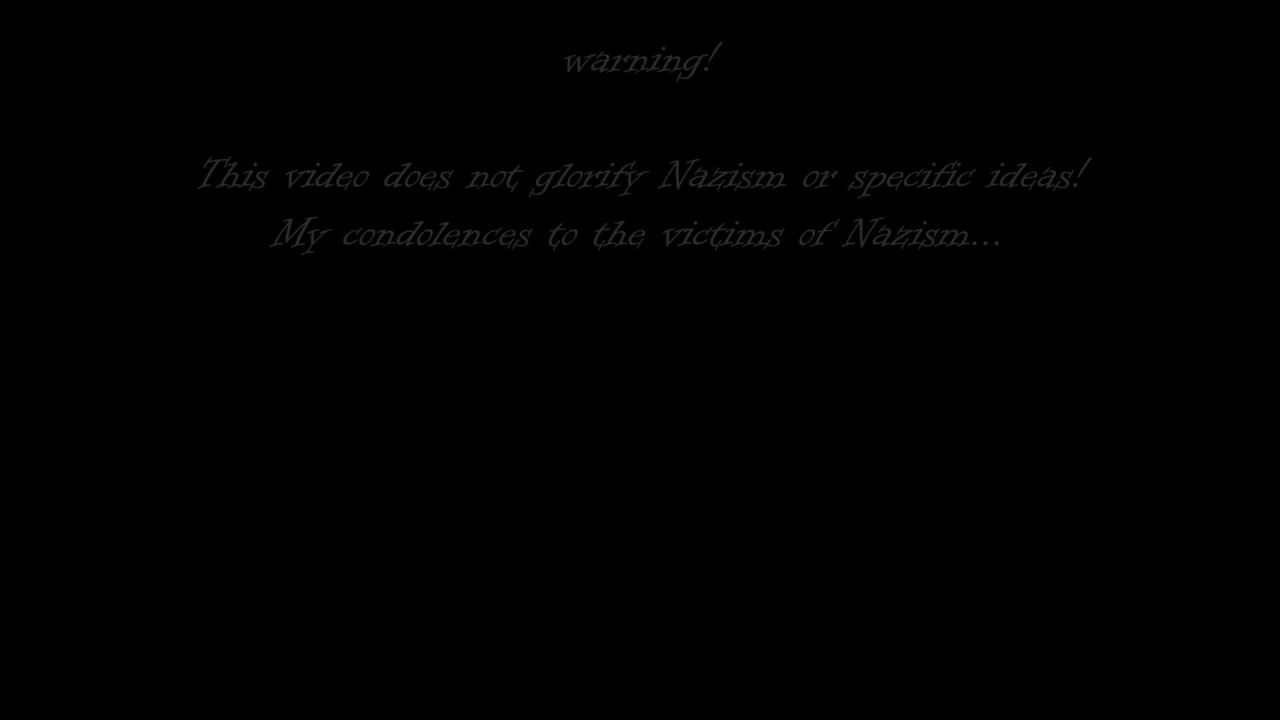 warning!
This video does not glorify Nazism or specific ideas!
My condolences to the victims of Nazism...